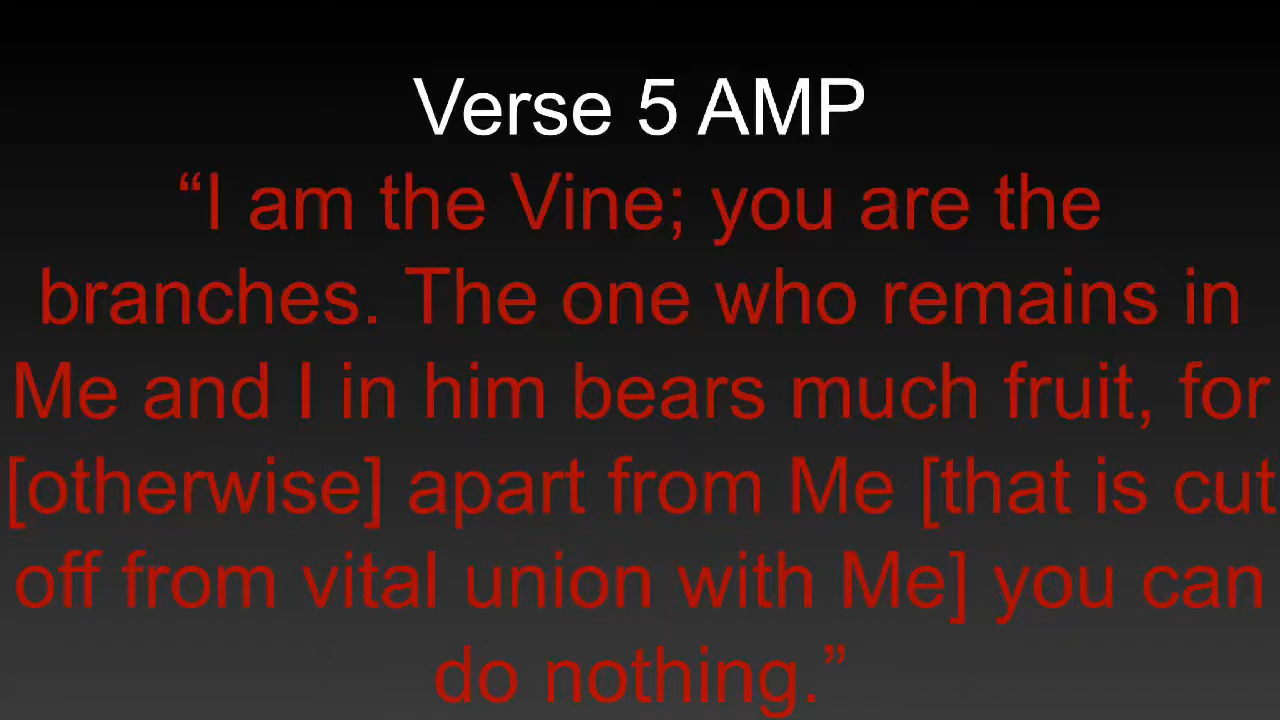 Verse 5 AMP
“I am the Vine; you are the
branches. The one who remains in
Me and I in him bears much fruit, for
[otherwise] apart from Me [that is cut
off from vital union with Me] you can
do nothing.”